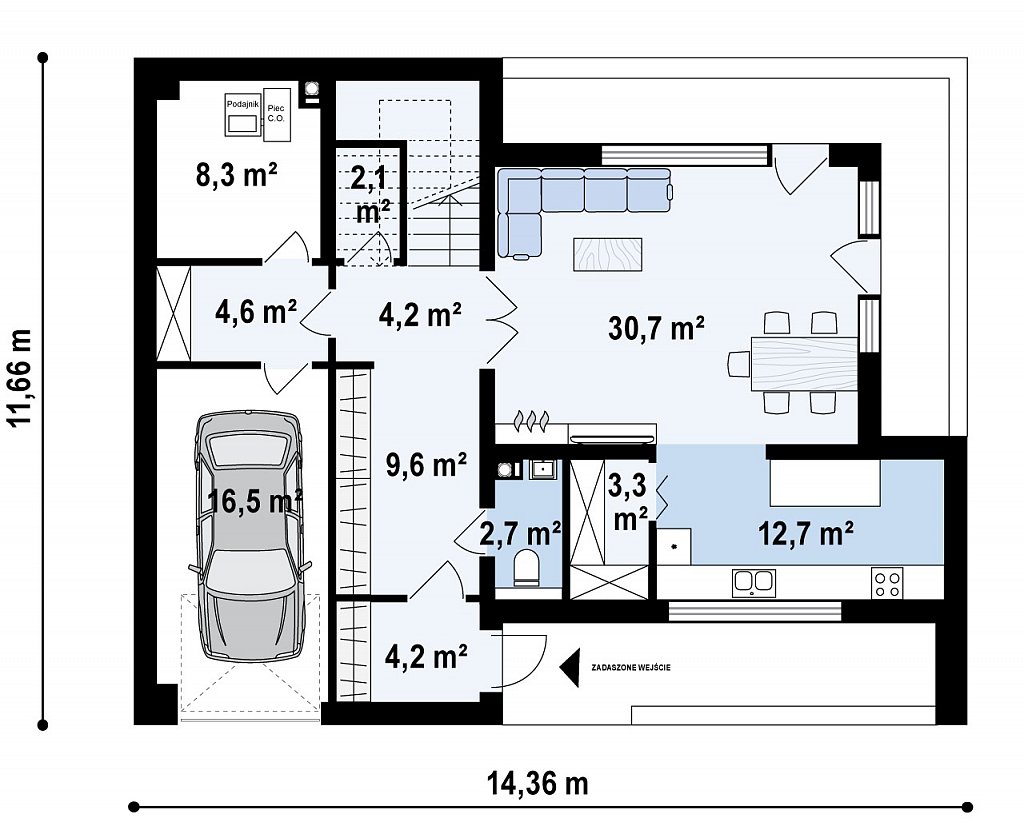 Podajnik
Piec
C.O.
8,3 m²
2,1
m²
4,6 m²
4,2 m²
30,7 m²
11,66 m
9,6 m²
16,5 m²
3,3
m²
2,7 m²
12,7 m²
4,2 m²
ZADASZONE WEJŚCIE
14,36 m